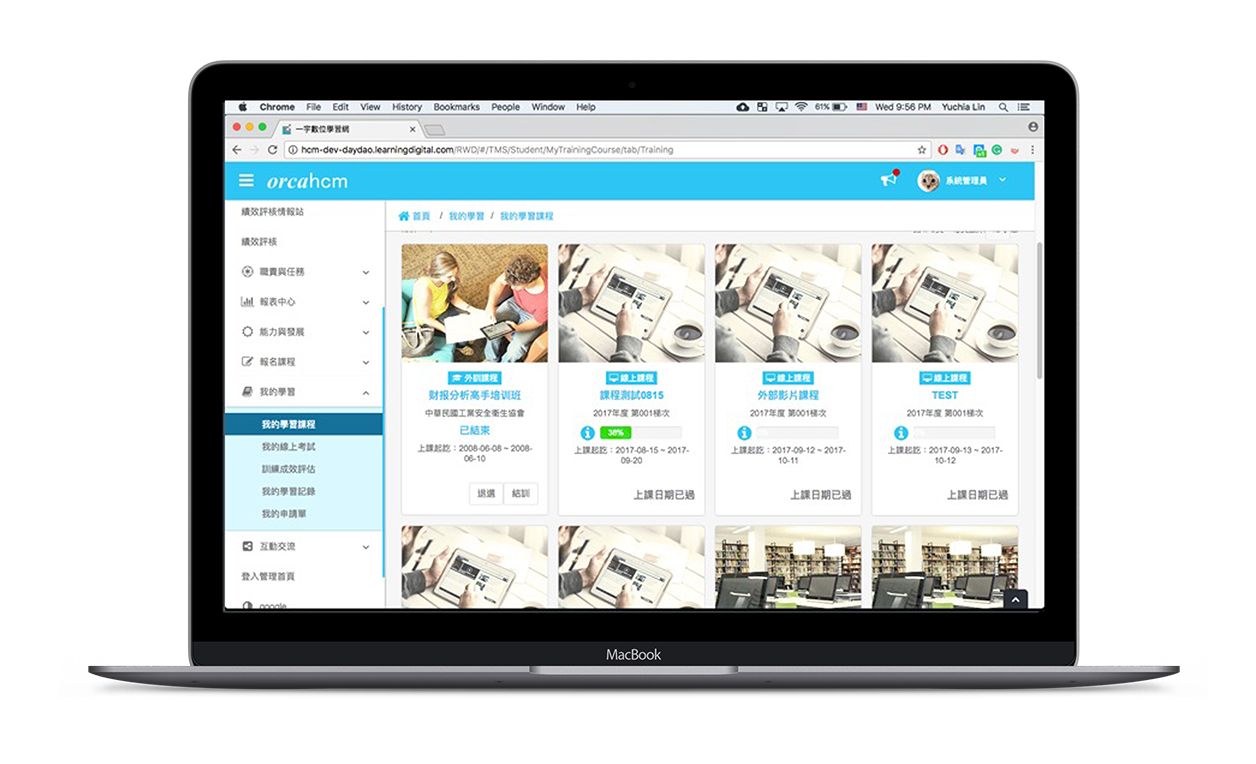 Chrome File Edit View History Bookmarks People Window Help 61% Wed 9:56 PM Yuchia Lin
一宇數位學習網
hcm-dev-daydao.learningdigital.com/RWD/#/TMS/Student/MyTrainingCourse/tab/Training
orcahcm 系統管理員
績效評核情報站
績效評核
職責與任務
報表中心
能力與發展
報名課程
我的學習
我的學習課程
我的線上考試
訓練成效評估
我的學習記錄
我的申請單
互動交流
登入管理首頁
google
首頁 / 我的學習 / 我的學習課程
外訓課程
财报分析高手培训班
中華民國工業安全衛生協會
已結束
上課起訖：2008-06-08 ~ 2008-
06-10
退選 結訓
線上課程
課程測試0815
2017年度 第001梯次
38%
上課起訖：2017-08-15 ~ 2017-
09-20
上課日期已過
線上課程
外部影片課程
2017年度 第001梯次
上課起訖：2017-09-12 ~ 2017-
10-11
上課日期已過
線上課程
TEST
2017年度 第001梯次
上課起訖：2017-09-13 ~ 2017-
10-12
上課日期已過
MacBook